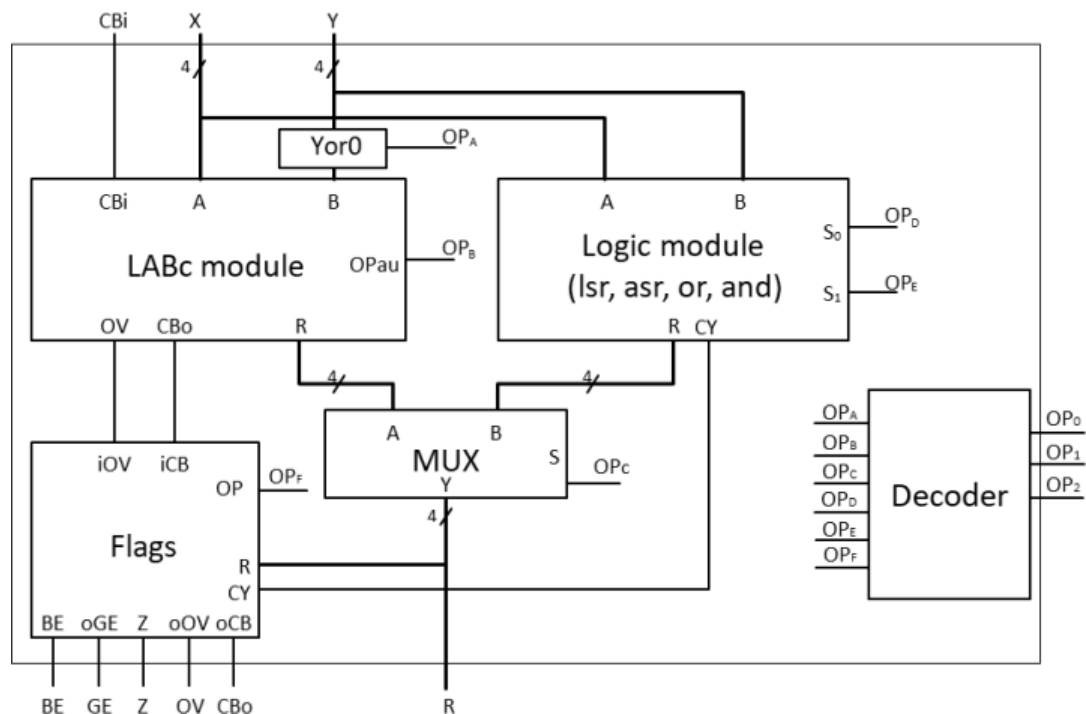 CBi X Y
4 4
Yor0 OPA
CBi A B
LABc module
OPau OPB
OV CBo R
A B
Logic module
(lsr, asr, or, and)
S0 OPD
S1 OPE
R CY
4 4
A B
MUX
S OPc
Y
4
iOV iCB
OP OPF
Flags
R
CY
BE oGE Z oOV oCB
BE GE Z OV CBo R
Decoder
OPA
OPB
OPC
OPD
OPE
OPF
OP0
OP1
OP2